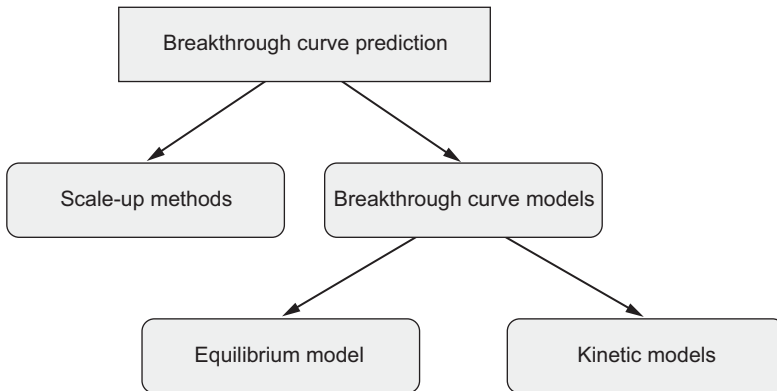 Breakthrough curve prediction
Scale-up methods
Breakthrough curve models
Equilibrium model
Kinetic models